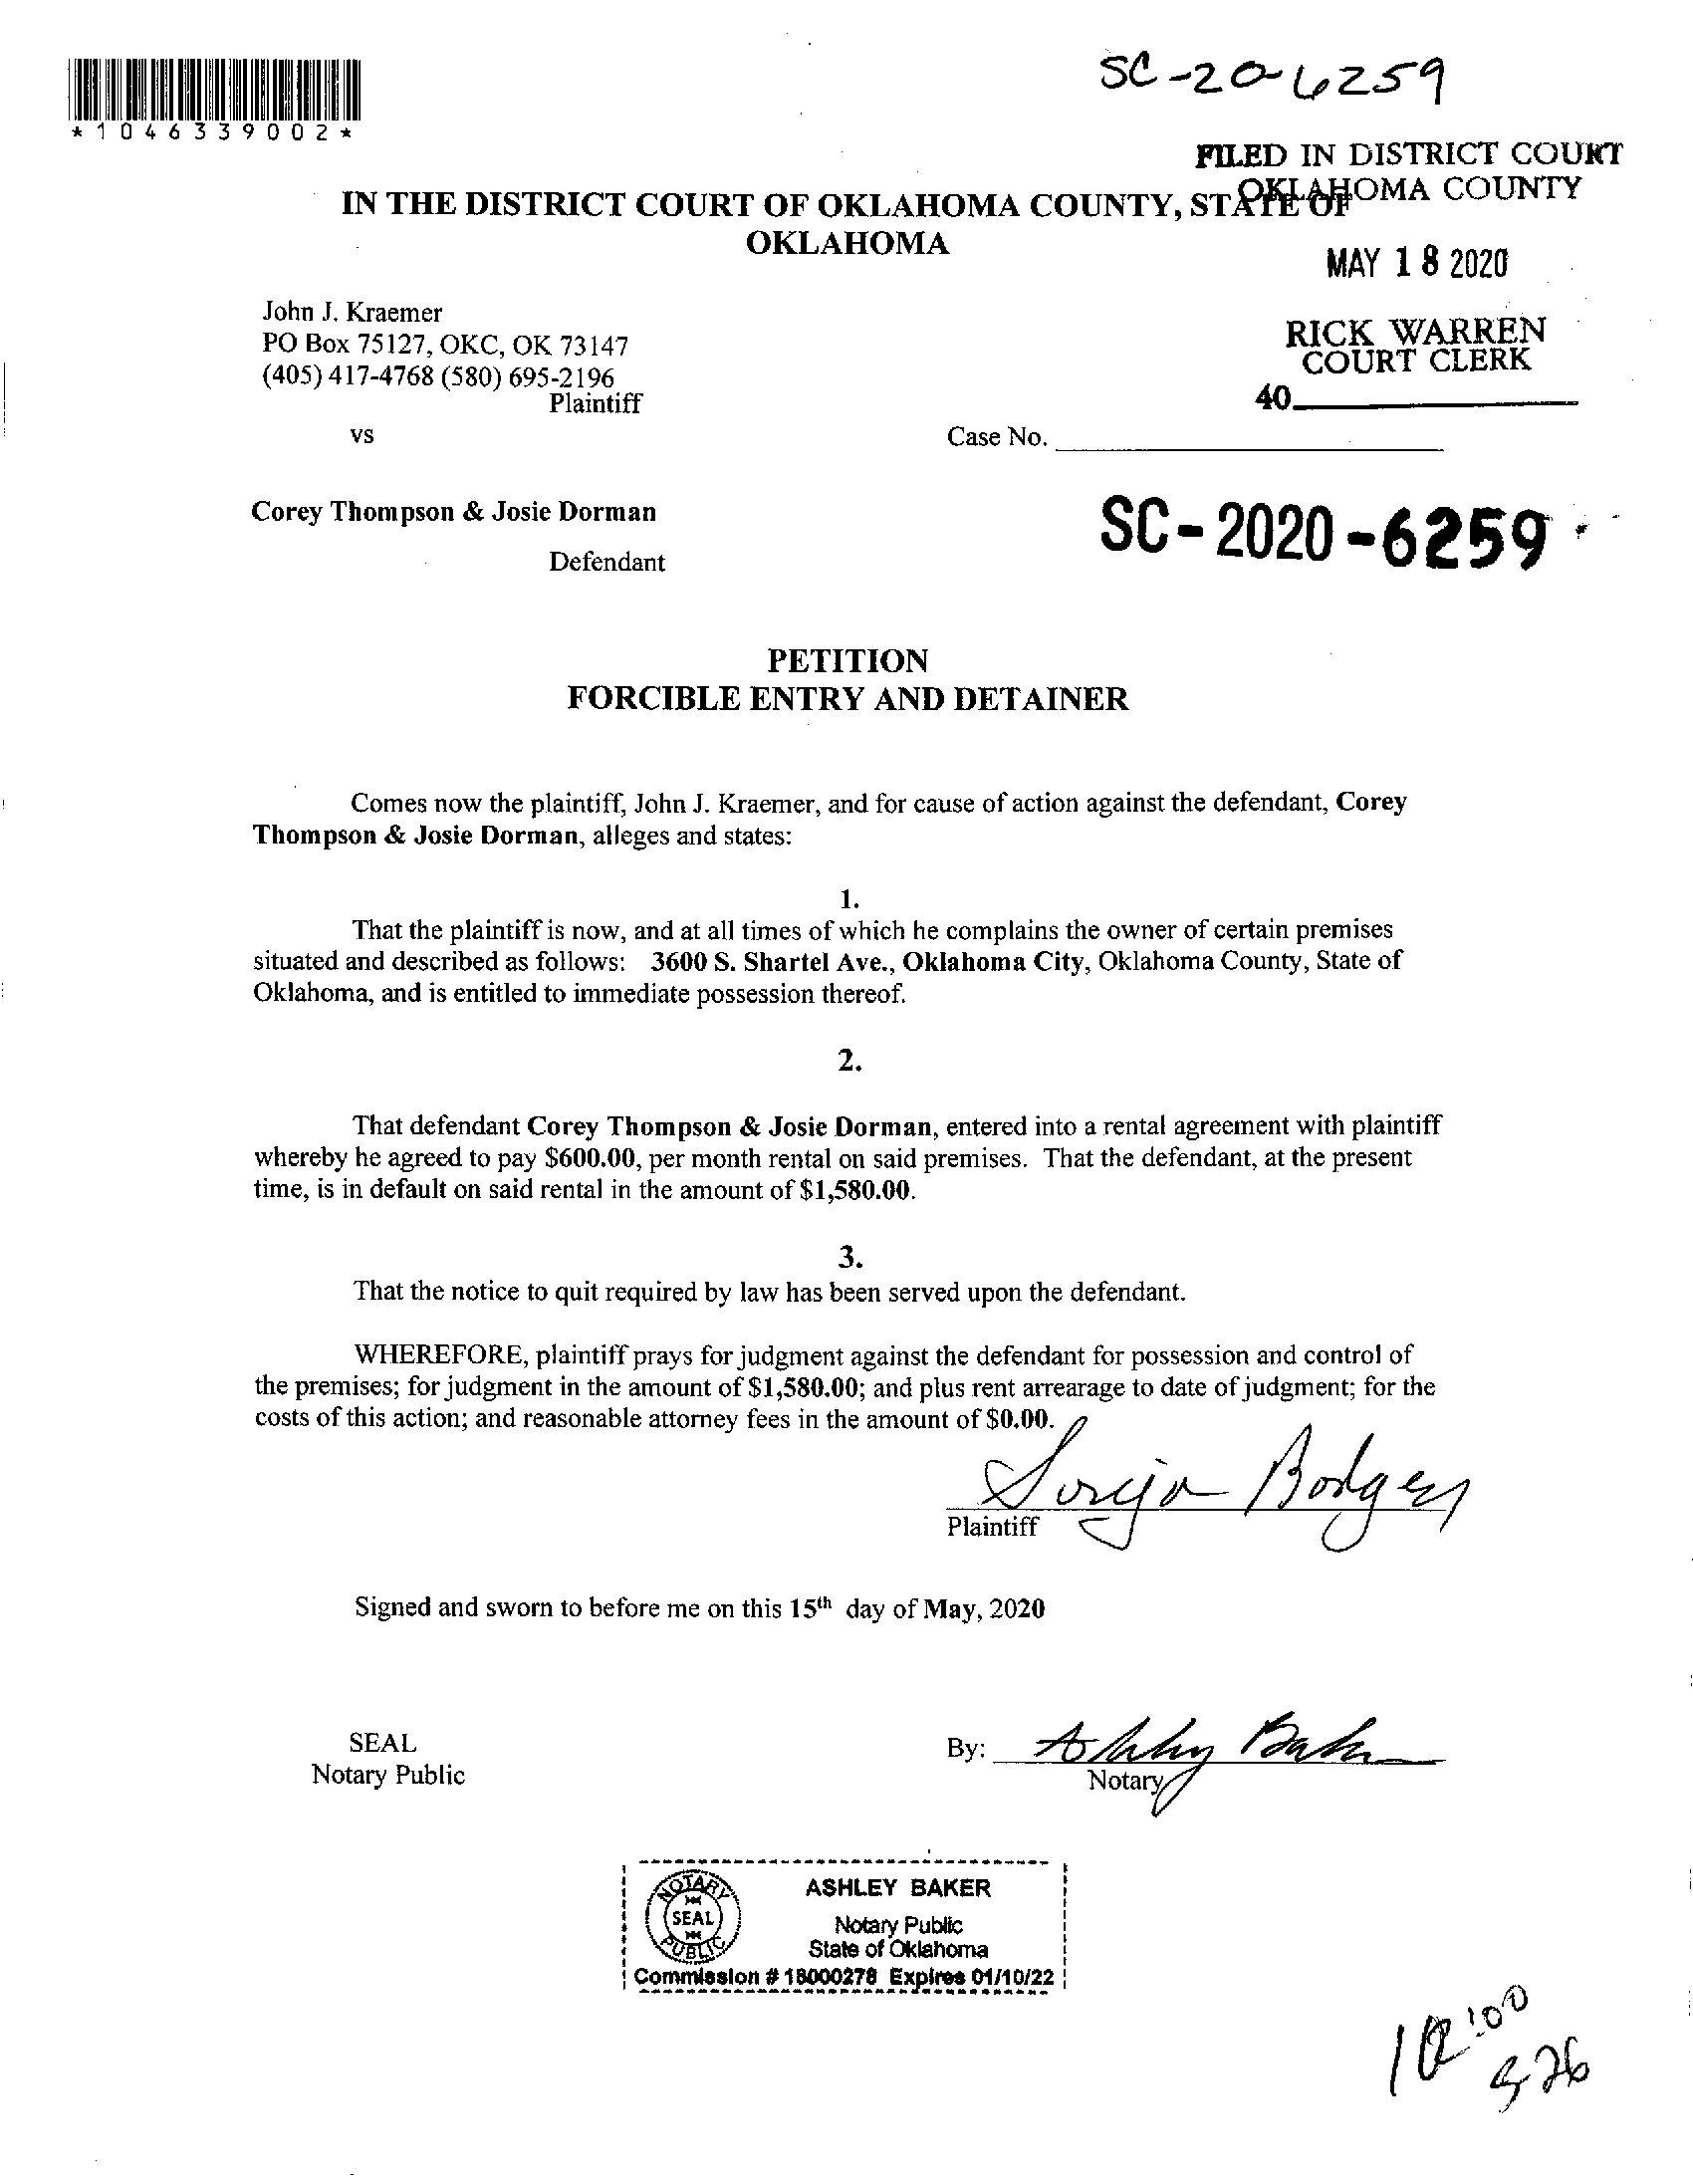 SC-20-6259
*1046339002*
FILED IN DISTRICT COURT
OKLAHOMA COUNTY
IN THE DISTRICT COURT OF OKLAHOMA COUNTY, STATE OF
OKLAHOMA
MAY 18 2020
John J. Kraemer
PO Box 75127, OKC, OK 73147
(405) 417-4768 (580) 695-2196
Plaintiff
RICK WARREN
COURT CLERK
40
vs
Case No.
Corey Thompson & Josie Dorman
SC-2020-6259
Defendant
PETITION
FORCIBLE ENTRY AND DETAINER
Comes now the plaintiff, John J. Kraemer, and for cause of action against the defendant, Corey
Thompson & Josie Dorman, alleges and states:
1.
That the plaintiff is now, and at all times of which he complains the owner of certain premises
situated and described as follows: 3600 S. Shartel Ave., Oklahoma City, Oklahoma County, State of
Oklahoma, and is entitled to immediate possession thereof.
2.
That defendant Corey Thompson & Josie Dorman, entered into a rental agreement with plaintiff
whereby he agreed to pay $600.00, per month rental on said premises. That the defendant, at the present
time, is in default on said rental in the amount of $1,580.00.
3.
That the notice to quit required by law has been served upon the defendant.
WHEREFORE, plaintiff prays for judgment against the defendant for possession and control of
the premises; for judgment in the amount of $1,580.00; and plus rent arrearage to date of judgment; for the
costs of this action; and reasonable attorney fees in the amount of $0.00.
Plaintiff
Signed and sworn to before me on this 15th day of May, 2020
SEAL
Notary Public
By: Ashley Baker
Notary
NOTARY
SEAL
PUBLIC
ASHLEY BAKER
Notary Public
State of Oklahoma
Commission # 18000278 Expires 01/10/22